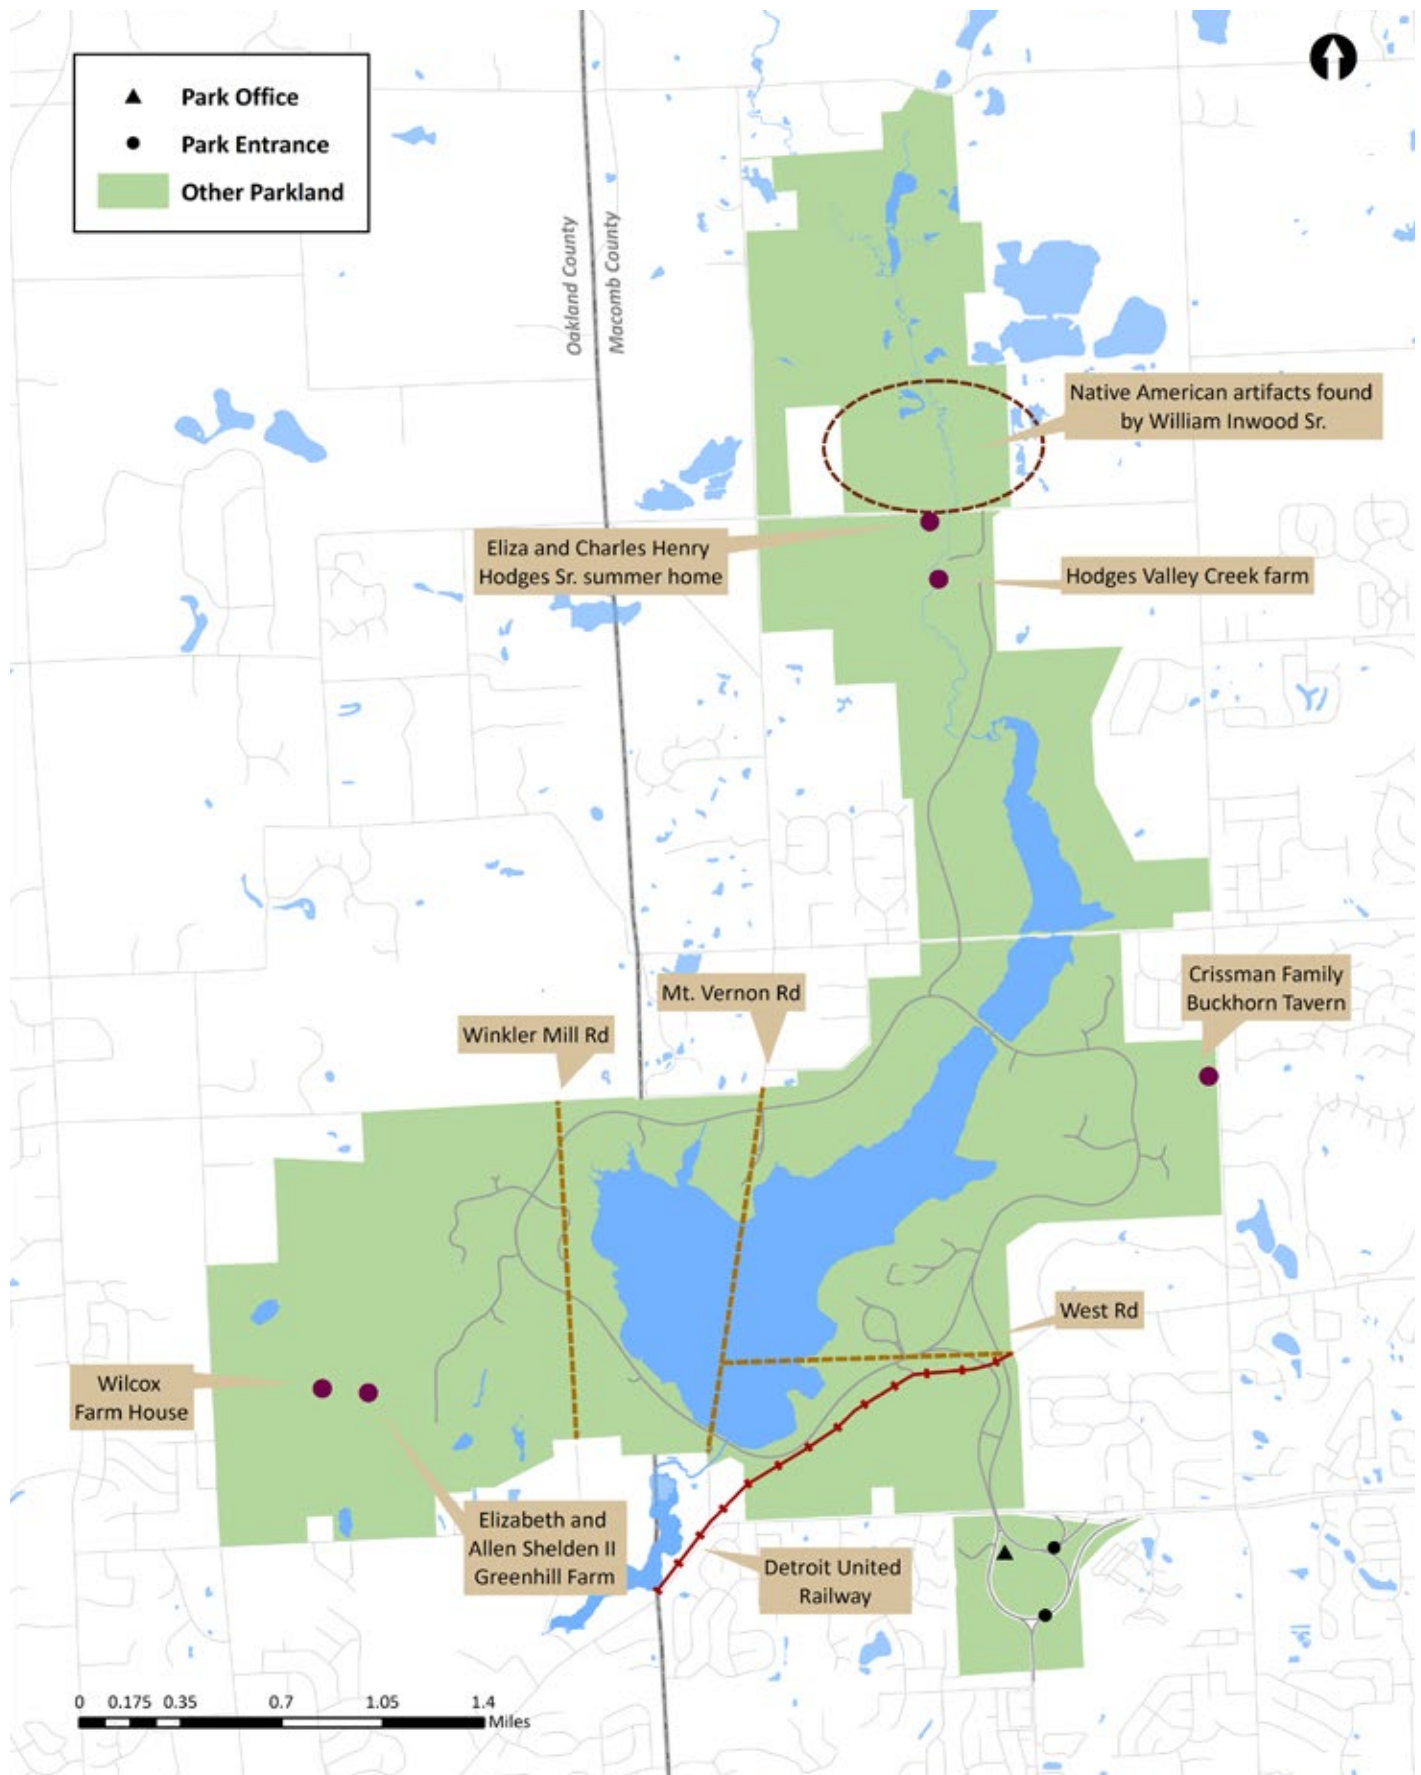 Park Office
Park Entrance
Other Parkland
Oakland County
Macomb County
Native American artifacts found
by William Inwood Sr.
Eliza and Charles Henry
Hodges Sr. summer home
Hodges Valley Creek farm
Crissman Family
Buckhorn Tavern
Mt. Vernon Rd
Winkler Mill Rd
West Rd
Wilcox
Farm House
Elizabeth and
Allen Shelden II
Greenhill Farm
Detroit United
Railway
0 0.175 0.35 0.7 1.05 1.4
Miles